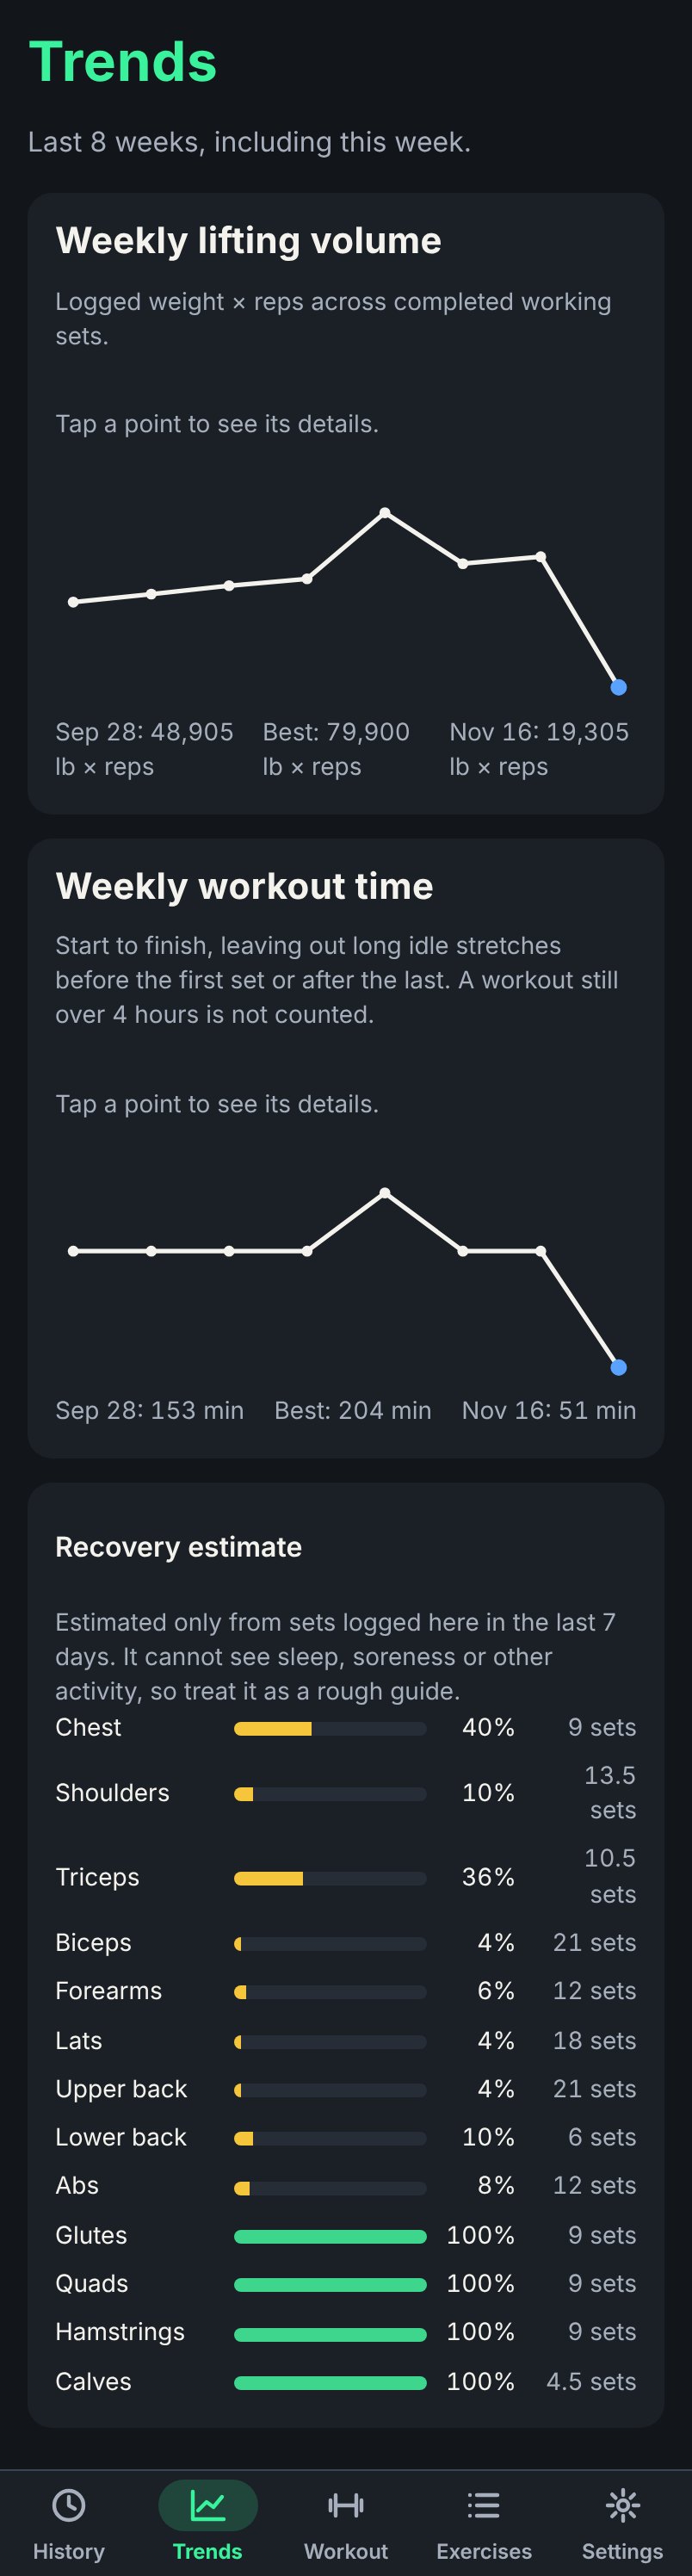 Trends
Last 8 weeks, including this week.
Weekly lifting volume
Logged weight × reps across completed working
sets.
Tap a point to see its details.
Sep 28: 48,905
lb × reps
Best: 79,900
lb × reps
Nov 16: 19,305
lb × reps
Weekly workout time
Start to finish, leaving out long idle stretches
before the first set or after the last. A workout still
over 4 hours is not counted.
Tap a point to see its details.
Sep 28: 153 min
Best: 204 min
Nov 16: 51 min
Recovery estimate
Estimated only from sets logged here in the last 7
days. It cannot see sleep, soreness or other
activity, so treat it as a rough guide.
Chest 40% 9 sets
Shoulders 10% 13.5
sets
Triceps 36% 10.5
sets
Biceps 4% 21 sets
Forearms 6% 12 sets
Lats 4% 18 sets
Upper back 4% 21 sets
Lower back 10% 6 sets
Abs 8% 12 sets
Glutes 100% 9 sets
Quads 100% 9 sets
Hamstrings 100% 9 sets
Calves 100% 4.5 sets
History Trends Workout Exercises Settings